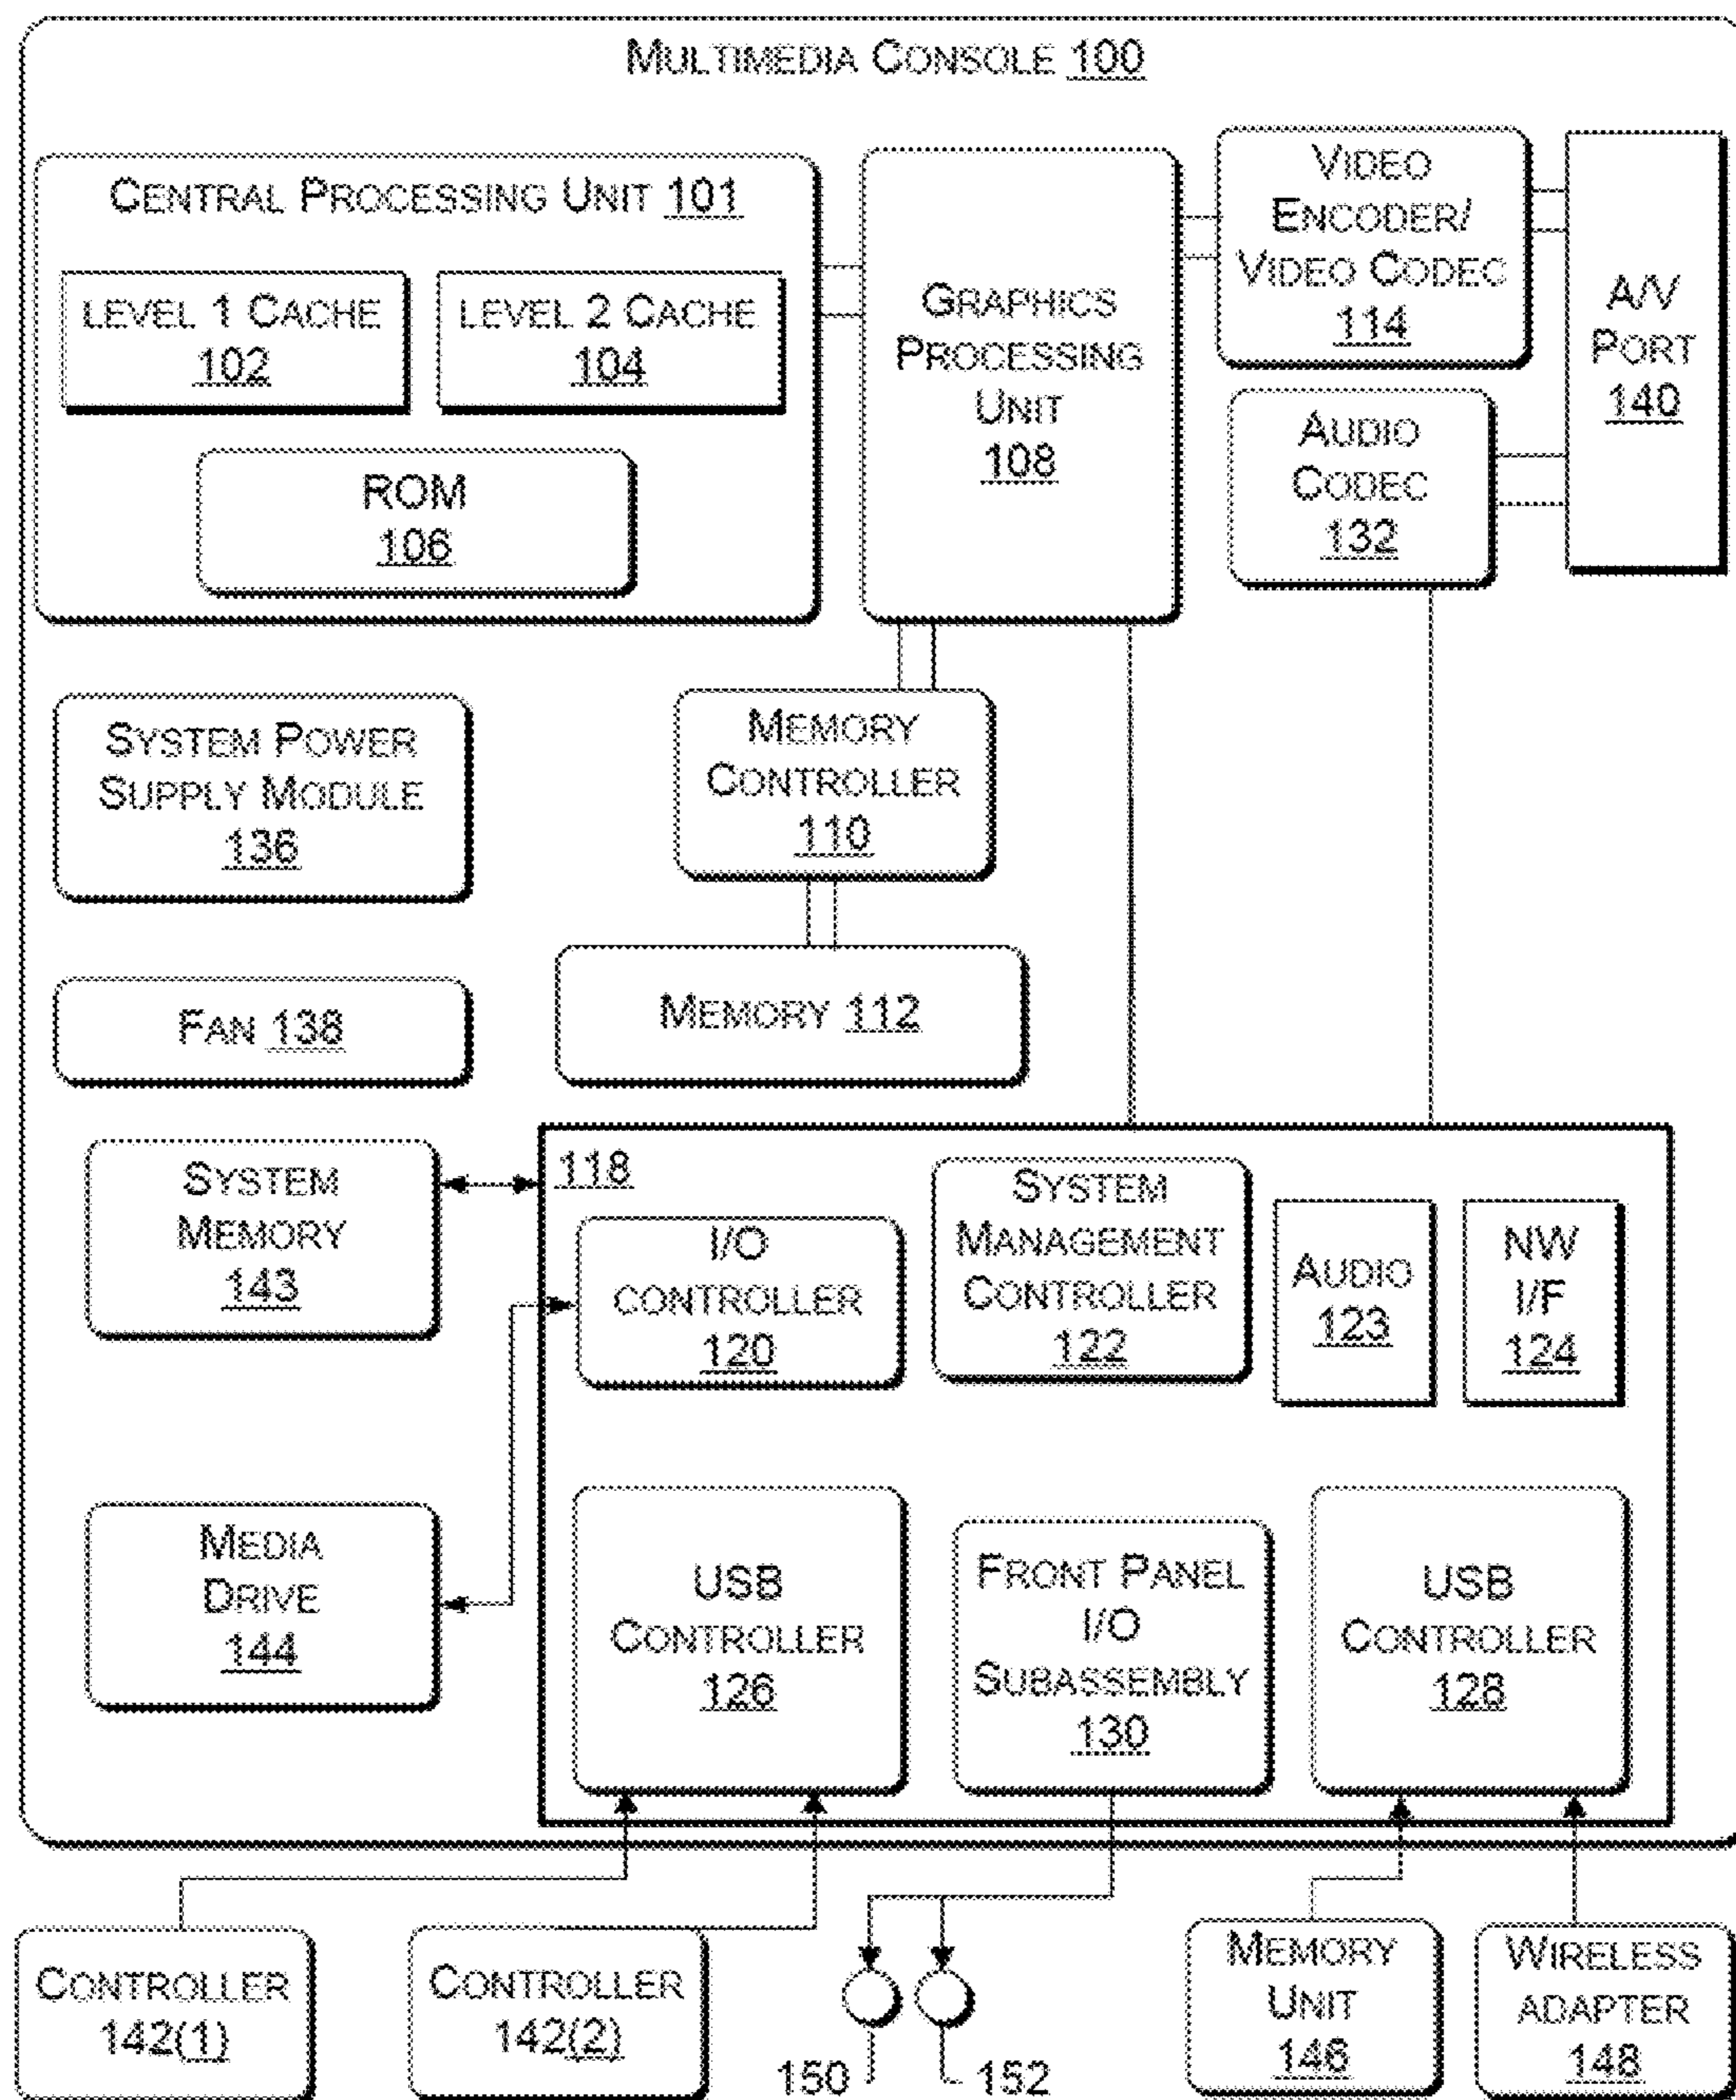 MULTIMEDIA CONSOLE 100
CENTRAL PROCESSING UNIT 101
LEVEL 1 CACHE
102
LEVEL 2 CACHE
104
ROM
106
GRAPHICS
PROCESSING
UNIT
108
VIDEO
ENCODER/
VIDEO CODEC
114
A/V
PORT
140
AUDIO
CODEC
132
SYSTEM POWER
SUPPLY MODULE
136
MEMORY
CONTROLLER
110
FAN 138
MEMORY 112
SYSTEM
MEMORY
143
118
I/O
CONTROLLER
120
SYSTEM
MANAGEMENT
CONTROLLER
122
AUDIO
123
NW
I/F
124
MEDIA
DRIVE
144
USB
CONTROLLER
126
FRONT PANEL
I/O
SUBASSEMBLY
130
USB
CONTROLLER
128
CONTROLLER
142(1)
CONTROLLER
142(2)
150
152
MEMORY
UNIT
146
WIRELESS
ADAPTER
148